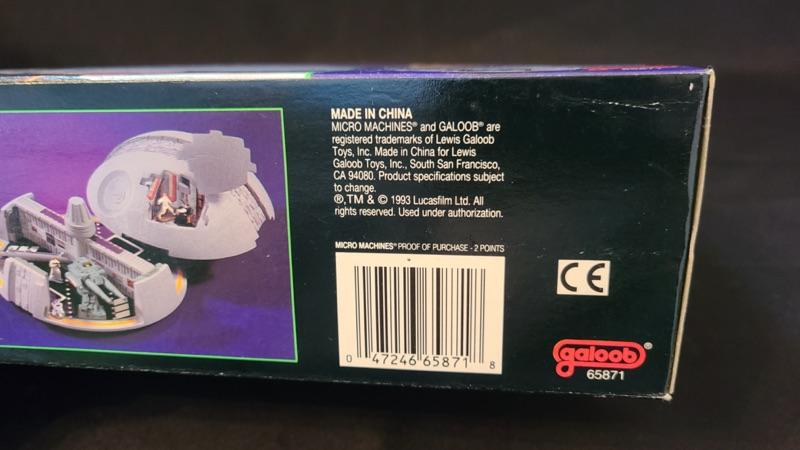 MADE IN CHINA
MICRO MACHINES® and GALOOB® are
registered trademarks of Lewis Galoob
Toys, Inc. Made in China for Lewis
Galoob Toys, Inc., South San Francisco,
CA 94080. Product specifications subject
to change.
®,TM & © 1993 Lucasfilm Ltd. All
rights reserved. Used under authorization.
MICRO MACHINES® PROOF OF PURCHASE - 2 POINTS
0 47246 65871 8
CE
galoob®
65871